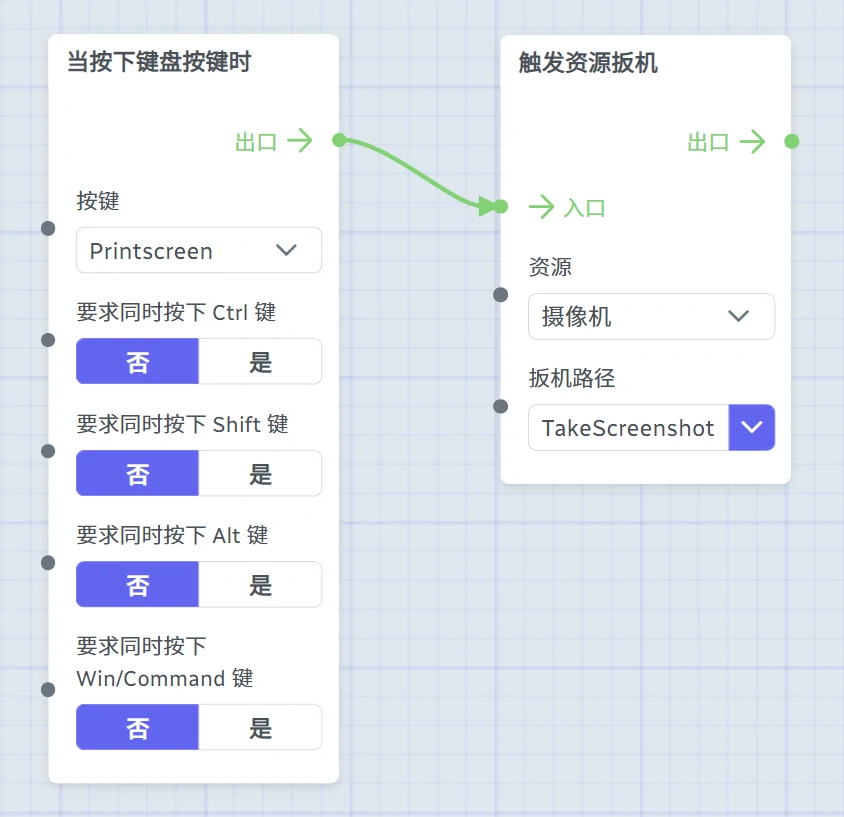 当按下键盘按键时
出口
按键
Printscreen
要求同时按下 Ctrl 键
否 是
要求同时按下 Shift 键
否 是
要求同时按下 Alt 键
否 是
要求同时按下
Win/Command 键
否 是
触发资源扳机
出口
入口
资源
摄像机
扳机路径
TakeScreenshot